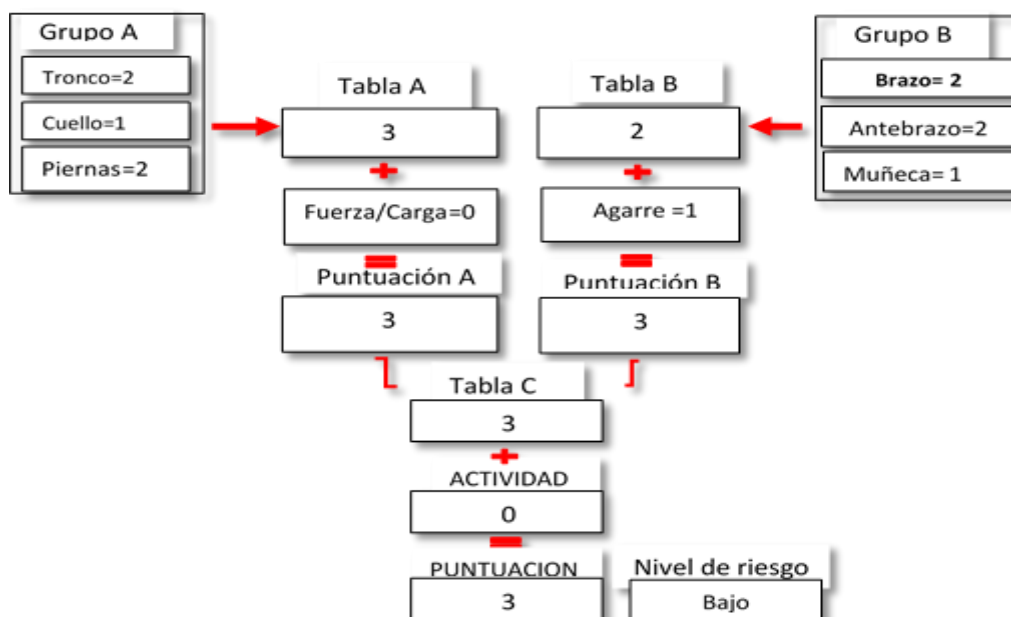 Grupo A
Tronco=2
Cuello=1
Piernas=2
Tabla A
3
Fuerza/Carga=0
Puntuación A
3
Tabla B
2
Agarre =1
Puntuación B
3
Grupo B
Brazo= 2
Antebrazo=2
Muñeca= 1
Tabla C
3
ACTIVIDAD
0
PUNTUACION
3
Nivel de riesgo
Bajo